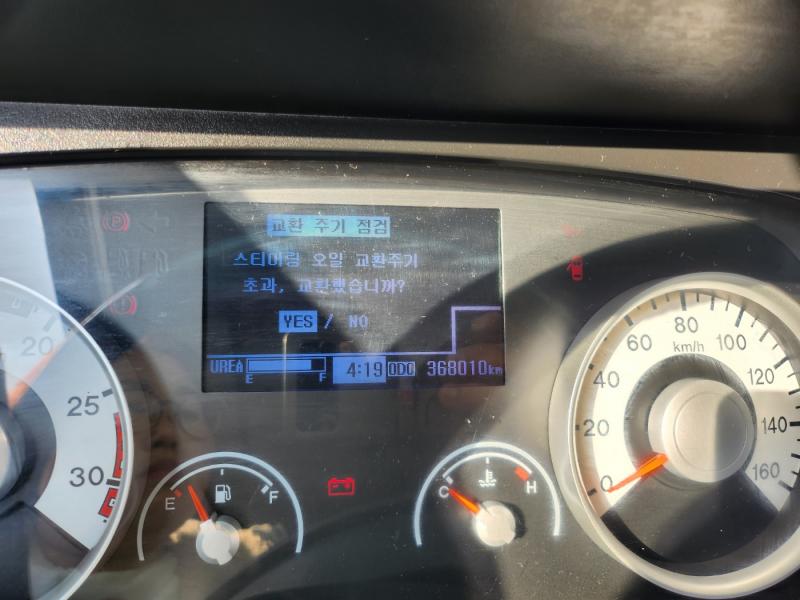 교환 주기 점검
스티어링 오일 교환주기
초과, 교환했습니까?
YES / NO
UREA E F 4:19 ODO 368010km
20
25
30
E F
C H
km/h
0 20 40 60 80 100 120 140 160
P